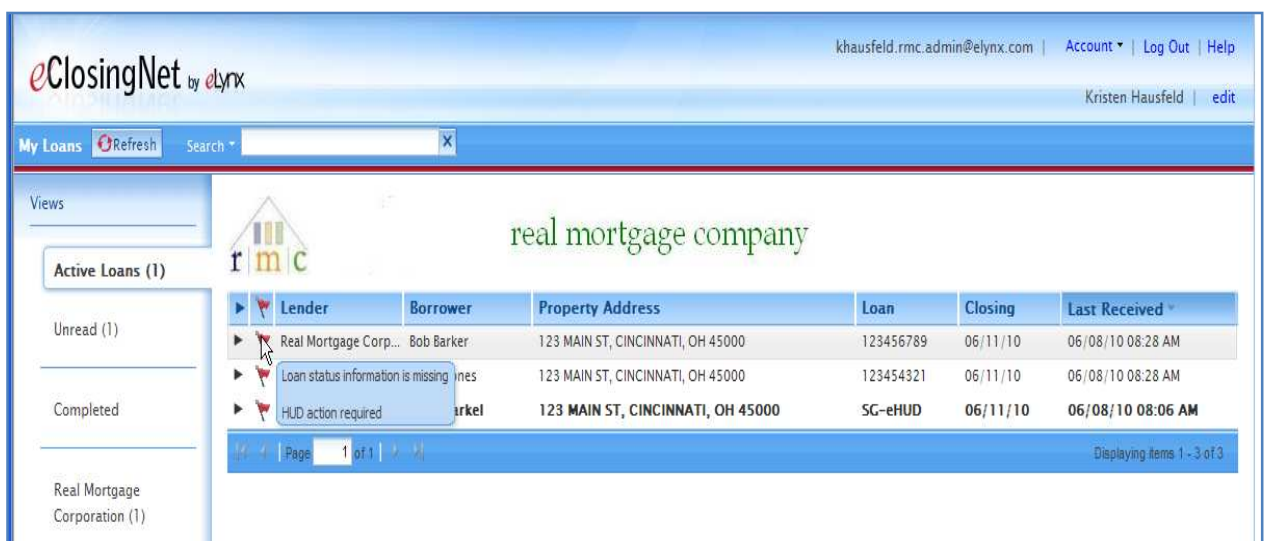 khausfeld.rmc.admin@elynx.com | Account | Log Out | Help
eClosingNet by eLynx
Kristen Hausfeld | edit
My Loans Refresh Search X
Views
Active Loans (1)
Unread (1)
Completed
Real Mortgage
Corporation (1)
r m c
real mortgage company
Lender Borrower Property Address Loan Closing Last Received
Real Mortgage Corp... Bob Barker 123 MAIN ST, CINCINNATI, OH 45000 123456789 06/11/10 06/08/10 08:28 AM
Loan status information is missing ones 123 MAIN ST, CINCINNATI, OH 45000 123454321 06/11/10 06/08/10 08:28 AM
HUD action required arkel 123 MAIN ST, CINCINNATI, OH 45000 SG-eHUD 06/11/10 06/08/10 08:06 AM
Page 1 of 1 Displaying items 1 - 3 of 3